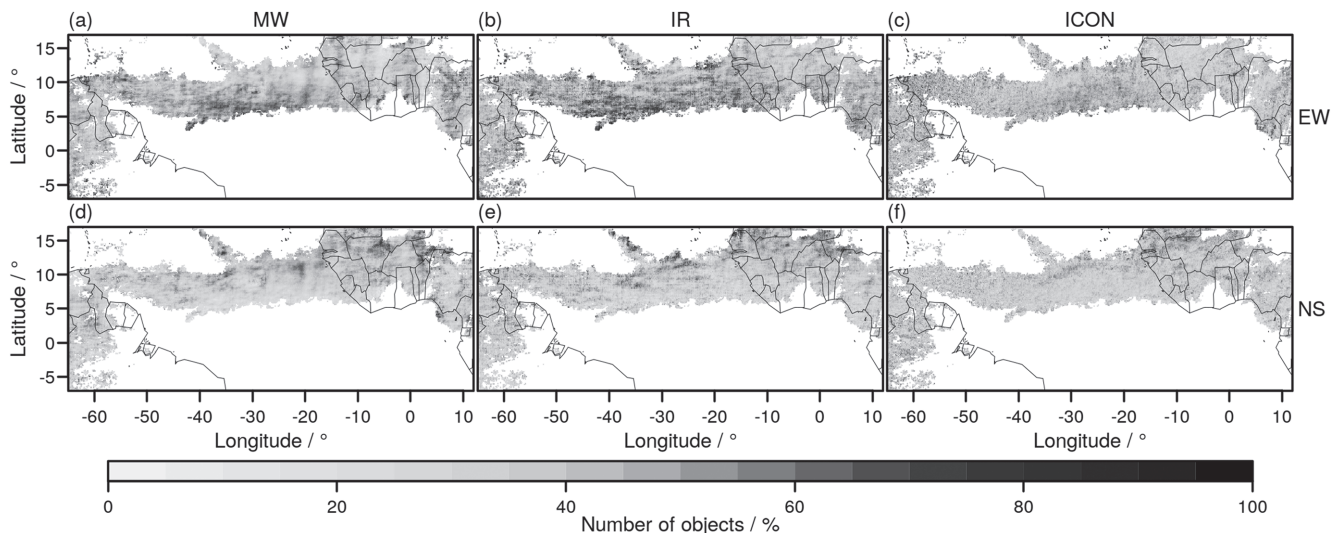 (a) MW (b) IR (c) ICON
15
10
5
0
-5
Latitude / °
EW
(d) (e) (f)
15
10
5
0
-5
Latitude / °
NS
-60 -50 -40 -30 -20 -10 0 10 -60 -50 -40 -30 -20 -10 0 10 -60 -50 -40 -30 -20 -10 0 10
Longitude / ° Longitude / ° Longitude / °
0 20 40 60 80 100
Number of objects / %